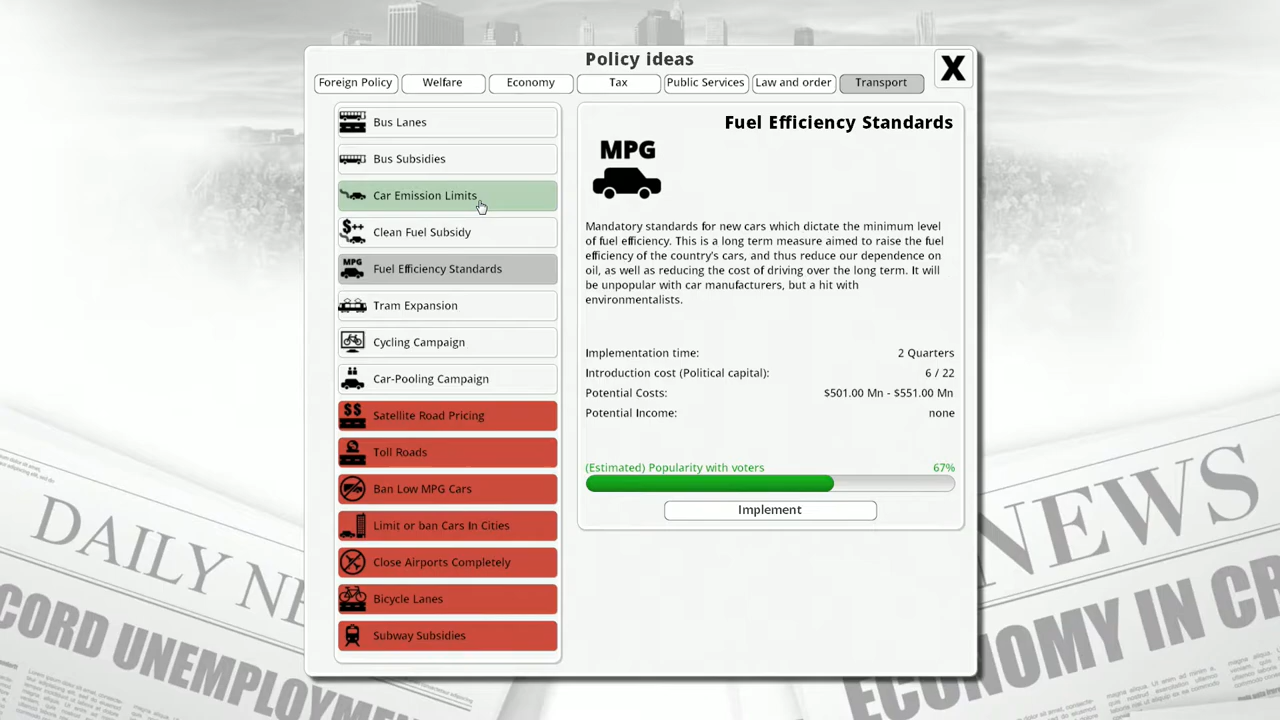 Policy ideas
X
Foreign Policy
Welfare
Economy
Tax
Public Services
Law and order
Transport
Bus Lanes
Bus Subsidies
Car Emission Limits
$++
Clean Fuel Subsidy
MPG
Fuel Efficiency Standards
Tram Expansion
Cycling Campaign
Car-Pooling Campaign
$$
Satellite Road Pricing
Toll Roads
Ban Low MPG Cars
Limit or ban Cars In Cities
Close Airports Completely
Bicycle Lanes
Subway Subsidies
Fuel Efficiency Standards
MPG
Mandatory standards for new cars which dictate the minimum level
of fuel efficiency. This is a long term measure aimed to raise the fuel
efficiency of the country's cars, and thus reduce our dependence on
oil, as well as reducing the cost of driving over the long term. It will
be unpopular with car manufacturers, but a hit with
environmentalists.
Implementation time: 2 Quarters
Introduction cost (Political capital): 6 / 22
Potential Costs: $501.00 Mn - $551.00 Mn
Potential Income: none
(Estimated) Popularity with voters 67%
Implement
DAILY NE
CORD UNEMPLOYM
NEWS
ECONOMY IN CR